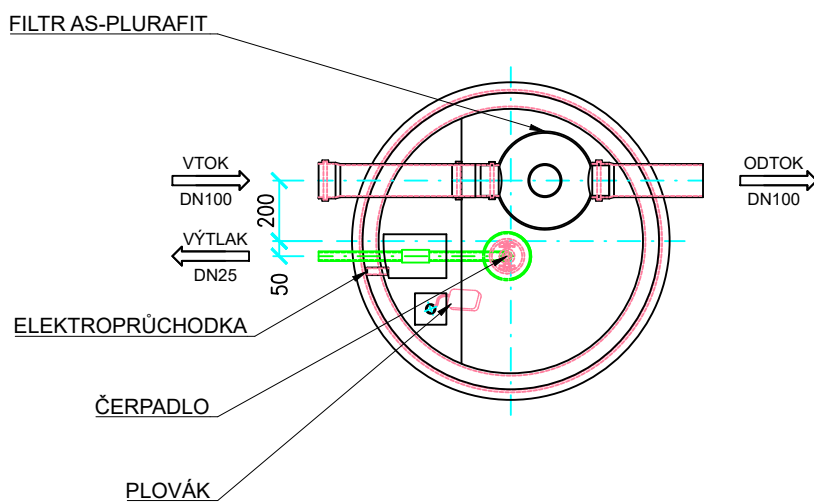 FILTR AS-PLURAFIT
VTOK
DN100
ODTOK
DN100
200
VÝTLAK
DN25
50
ELEKTROPRŮCHODKA
ČERPADLO
PLOVÁK